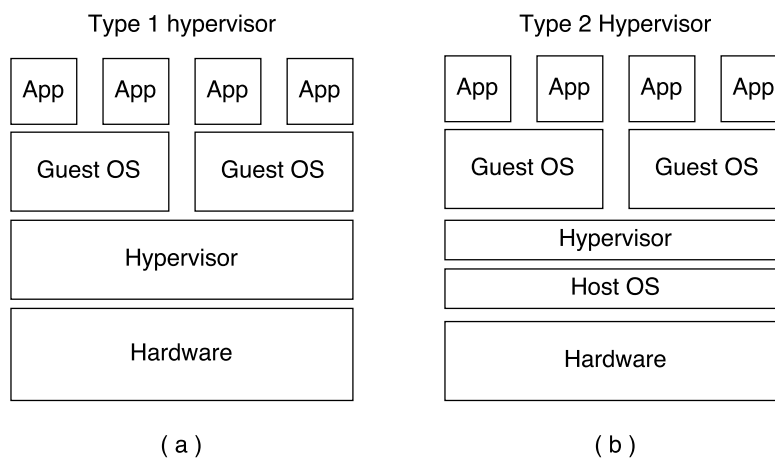 Type 1 hypervisor
App App App App
Guest OS Guest OS
Hypervisor
Hardware
( a )
Type 2 Hypervisor
App App App App
Guest OS Guest OS
Hypervisor
Host OS
Hardware
( b )